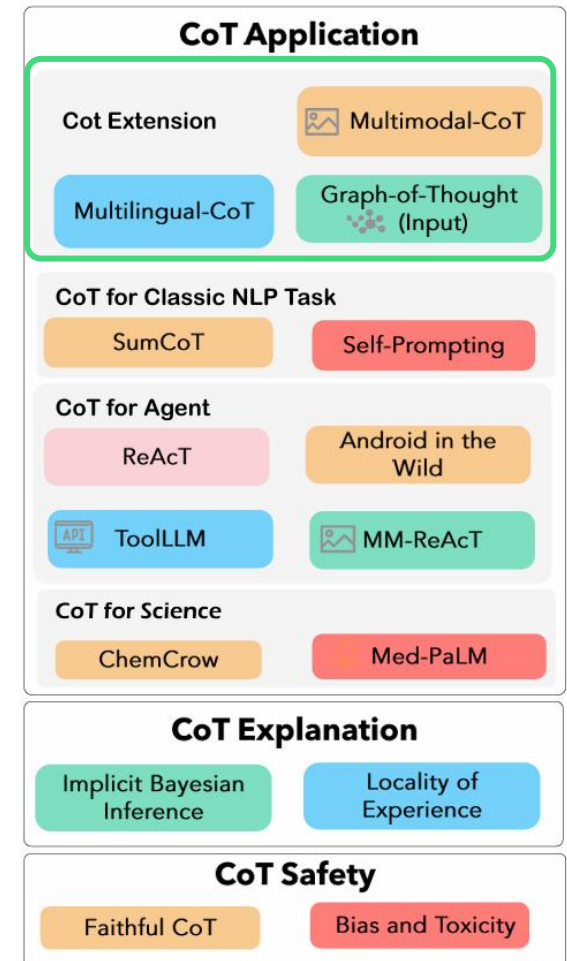 CoT Application
Cot Extension
Multimodal-CoT
Multilingual-CoT
Graph-of-Thought
(Input)
CoT for Classic NLP Task
SumCoT
Self-Prompting
CoT for Agent
ReAcT
Android in the
Wild
API
ToolLLM
MM-ReAcT
CoT for Science
ChemCrow
Med-PaLM
CoT Explanation
Implicit Bayesian
Inference
Locality of
Experience
CoT Safety
Faithful CoT
Bias and Toxicity